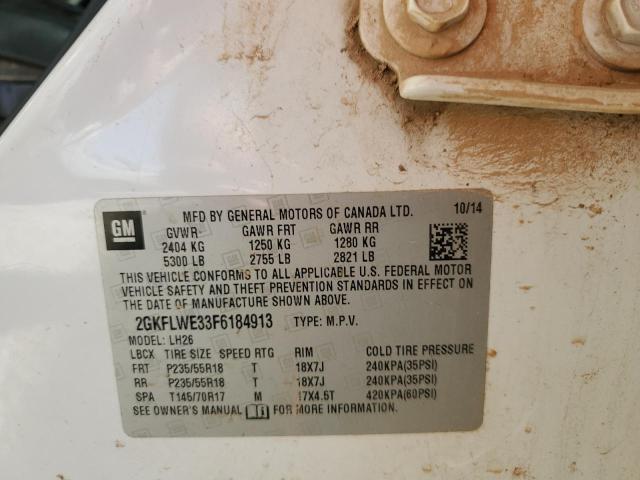 GM
MFD BY GENERAL MOTORS OF CANADA LTD. 10/14
GVWR GAWR FRT GAWR RR
2404 KG 1250 KG 1280 KG
5300 LB 2755 LB 2821 LB
THIS VEHICLE CONFORMS TO ALL APPLICABLE U.S. FEDERAL MOTOR
VEHICLE SAFETY AND THEFT PREVENTION STANDARDS IN EFFECT ON
THE DATE OF MANUFACTURE SHOWN ABOVE.
2GKFLWE33F6184913 TYPE: M.P.V.
MODEL: LH26
LBCX TIRE SIZE SPEED RTG RIM COLD TIRE PRESSURE
FRT P235/55R18 T 18X7J 240KPA(35PSI)
RR P235/55R18 T 18X7J 240KPA(35PSI)
SPA T145/70R17 M 17X4.5T 420KPA(60PSI)
SEE OWNER'S MANUAL FOR MORE INFORMATION.